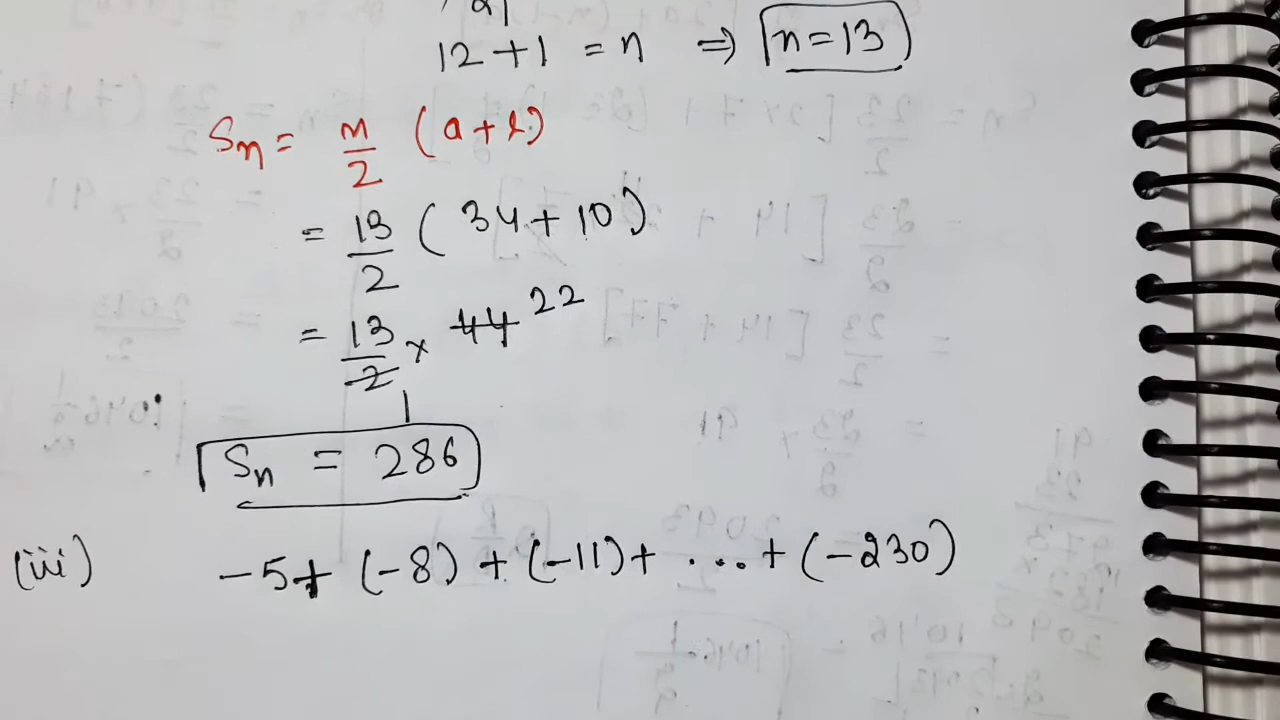 12 + 1 = n ⇒ n = 13
Sn = n/2 (a + l)
= 13/2 (34 + 10)
= 13/2 × 44 22
1
Sn = 286
(iii) -5 + (-8) + (-11) + ... + (-230)